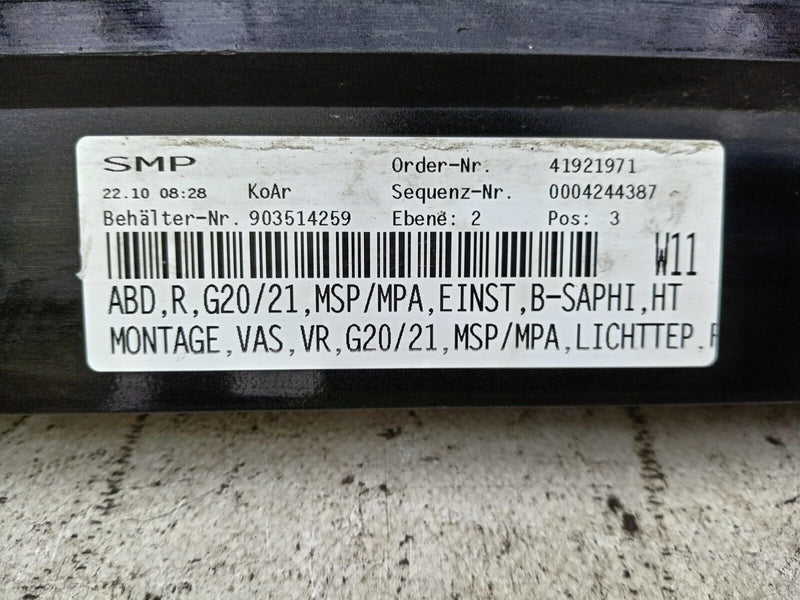 SMP Order-Nr. 41921971
22.10 08:28 KoAr Sequenz-Nr. 0004244387
Behälter-Nr. 903514259 Ebene: 2 Pos: 3
W11
ABD,R,G20/21,MSP/MPA,EINST,B-SAPHI,HT
MONTAGE,VAS,VR,G20/21,MSP/MPA,LICHTTEP,